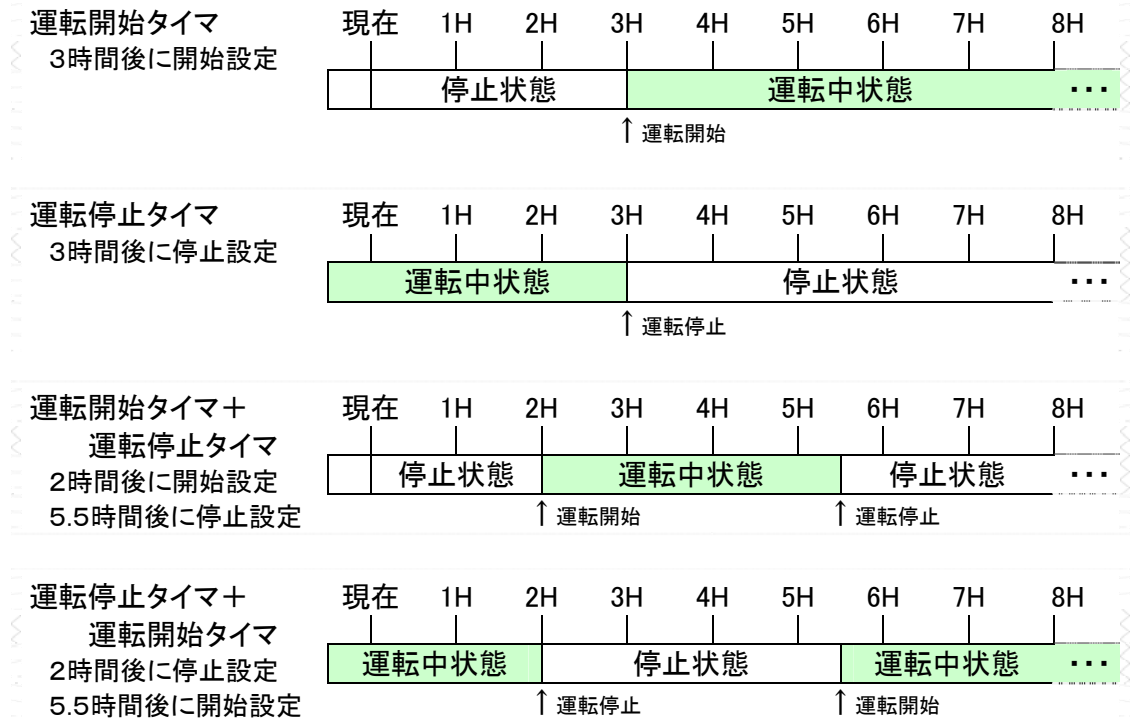 運転開始タイマ 現在 1H 2H 3H 4H 5H 6H 7H 8H
3時間後に開始設定
停止状態 運転中状態 ・・・
↑ 運転開始
運転停止タイマ 現在 1H 2H 3H 4H 5H 6H 7H 8H
3時間後に停止設定
運転中状態 停止状態 ・・・
↑ 運転停止
運転開始タイマ＋ 現在 1H 2H 3H 4H 5H 6H 7H 8H
運転停止タイマ
2時間後に開始設定 停止状態 運転中状態 停止状態 ・・・
5.5時間後に停止設定 ↑ 運転開始 ↑ 運転停止
運転停止タイマ＋ 現在 1H 2H 3H 4H 5H 6H 7H 8H
運転開始タイマ
2時間後に停止設定 運転中状態 停止状態 運転中状態 ・・・
5.5時間後に開始設定 ↑ 運転停止 ↑ 運転開始